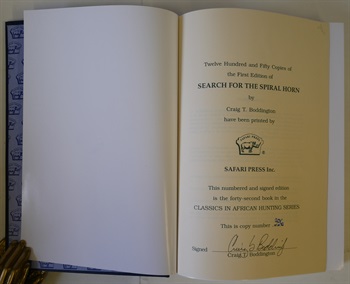 Twelve Hundred and Fifty Copies of
the First Edition of
SEARCH FOR THE SPIRAL HORN
by
Craig T. Boddington
have been printed by
SAFARI PRESS
®
SAFARI PRESS Inc.
This numbered and signed edition
is the forty-second book in the
CLASSICS IN AFRICAN HUNTING SERIES
This is copy number
Signed
Craig T. Boddington